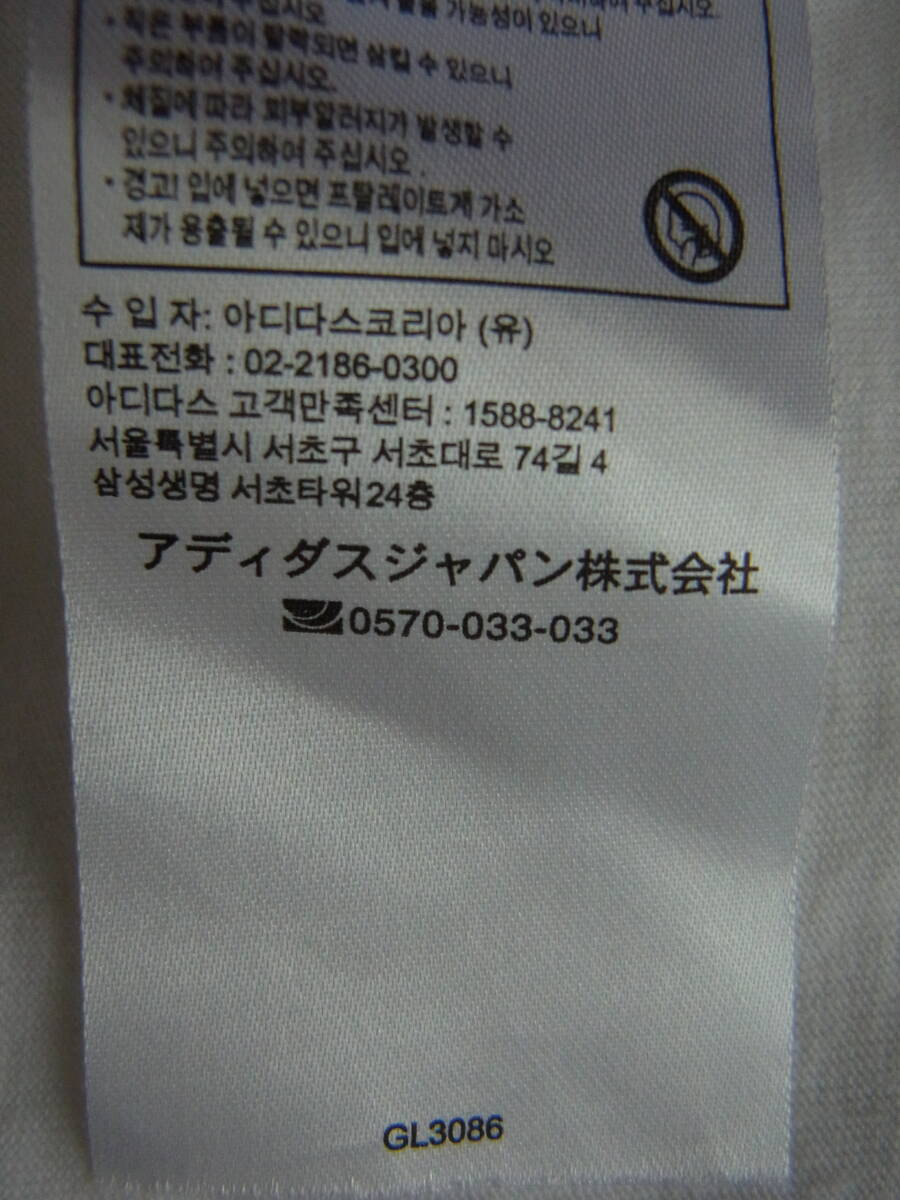 가능성이 있으니
· 작은 부품이 탈락되면 삼킬 수 있으니
주의하여 주십시오.
· 재질에 따라 피부알러지가 발생할 수
있으니 주의하여 주십시오.
· 경고! 입에 넣으면 프탈레이트계 가소
제가 용출될 수 있으니 입에 넣지 마시오
수 입 자: 아디다스코리아 (유)
대표전화 : 02-2186-0300
아디다스 고객만족센터 : 1588-8241
서울특별시 서초구 서초대로 74길 4
삼성생명 서초타워24층
アディダスジャパン株式会社
0570-033-033
GL3086